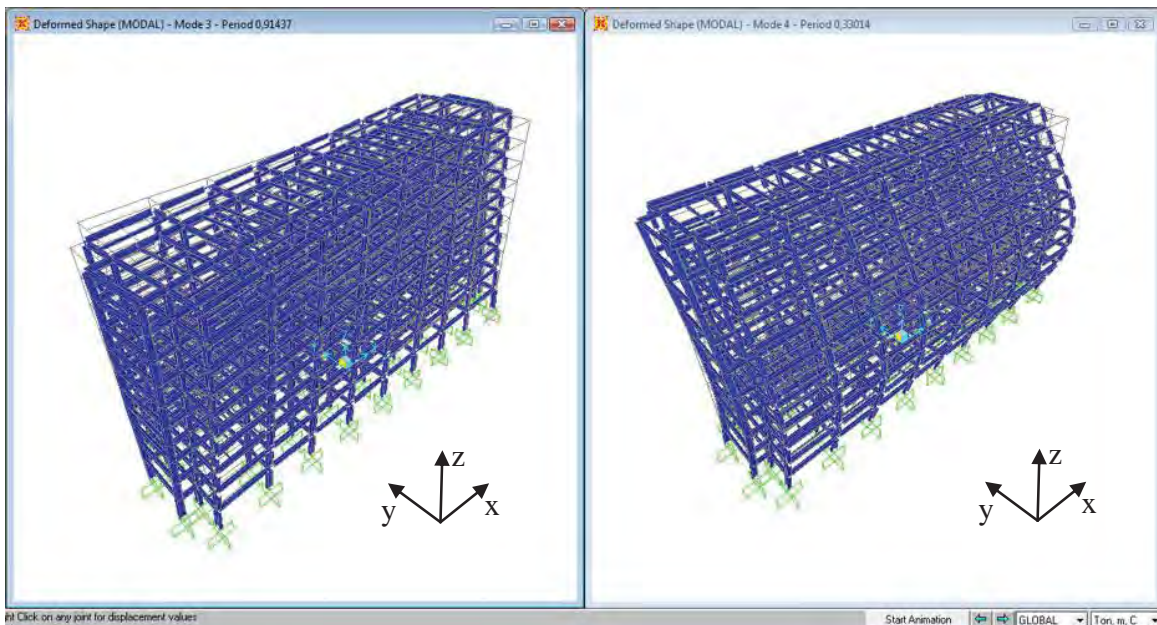 Deformed Shape (MODAL) - Mode 3 - Period 0,91437
Deformed Shape (MODAL) - Mode 4 - Period 0,33014
z
y
x
z
y
x
ht Click on any joint for displacement values
Start Animation
GLOBAL
Ton, m, C